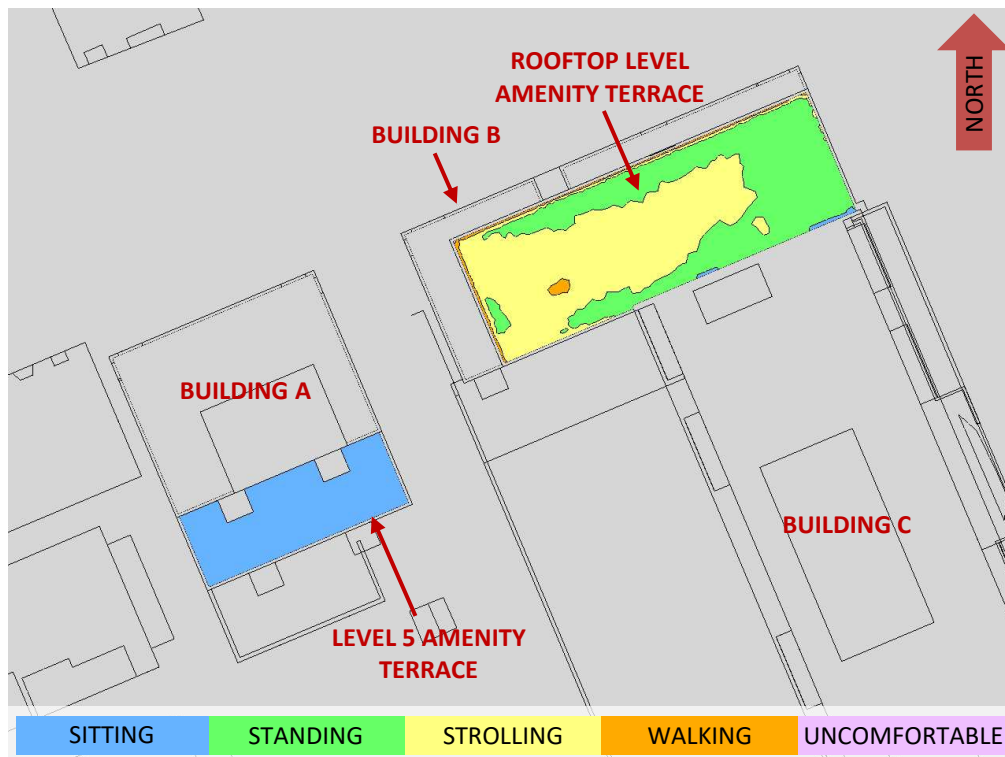 ROOFTOP LEVEL
AMENITY TERRACE
NORTH
BUILDING B
BUILDING A
BUILDING C
LEVEL 5 AMENITY
TERRACE
SITTING
STANDING
STROLLING
WALKING
UNCOMFORTABLE